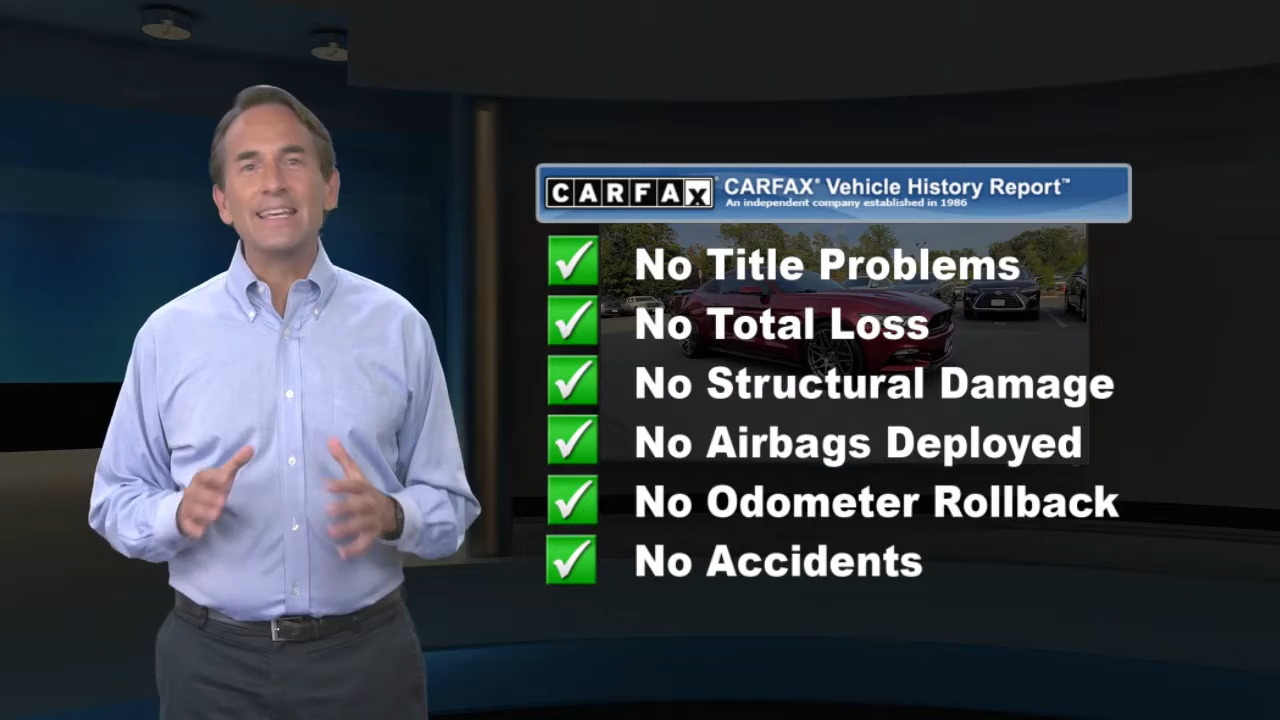 CARFAX® CARFAX® Vehicle History Report™
An independent company established in 1986
No Title Problems
No Total Loss
No Structural Damage
No Airbags Deployed
No Odometer Rollback
No Accidents